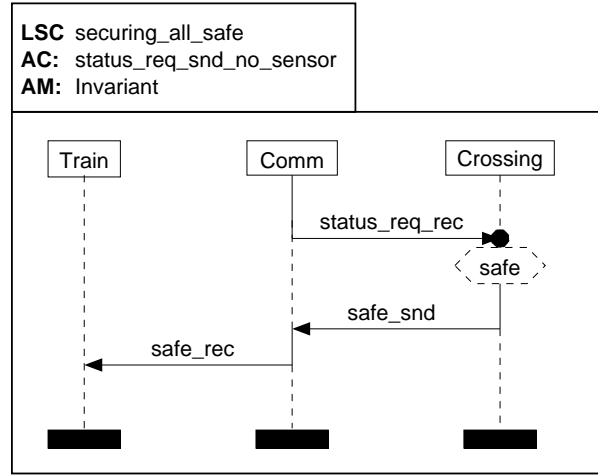 LSC securing_all_safe
AC: status_req_snd_no_sensor
AM: Invariant
Train Comm Crossing
status_req_rec
safe
safe_snd
safe_rec